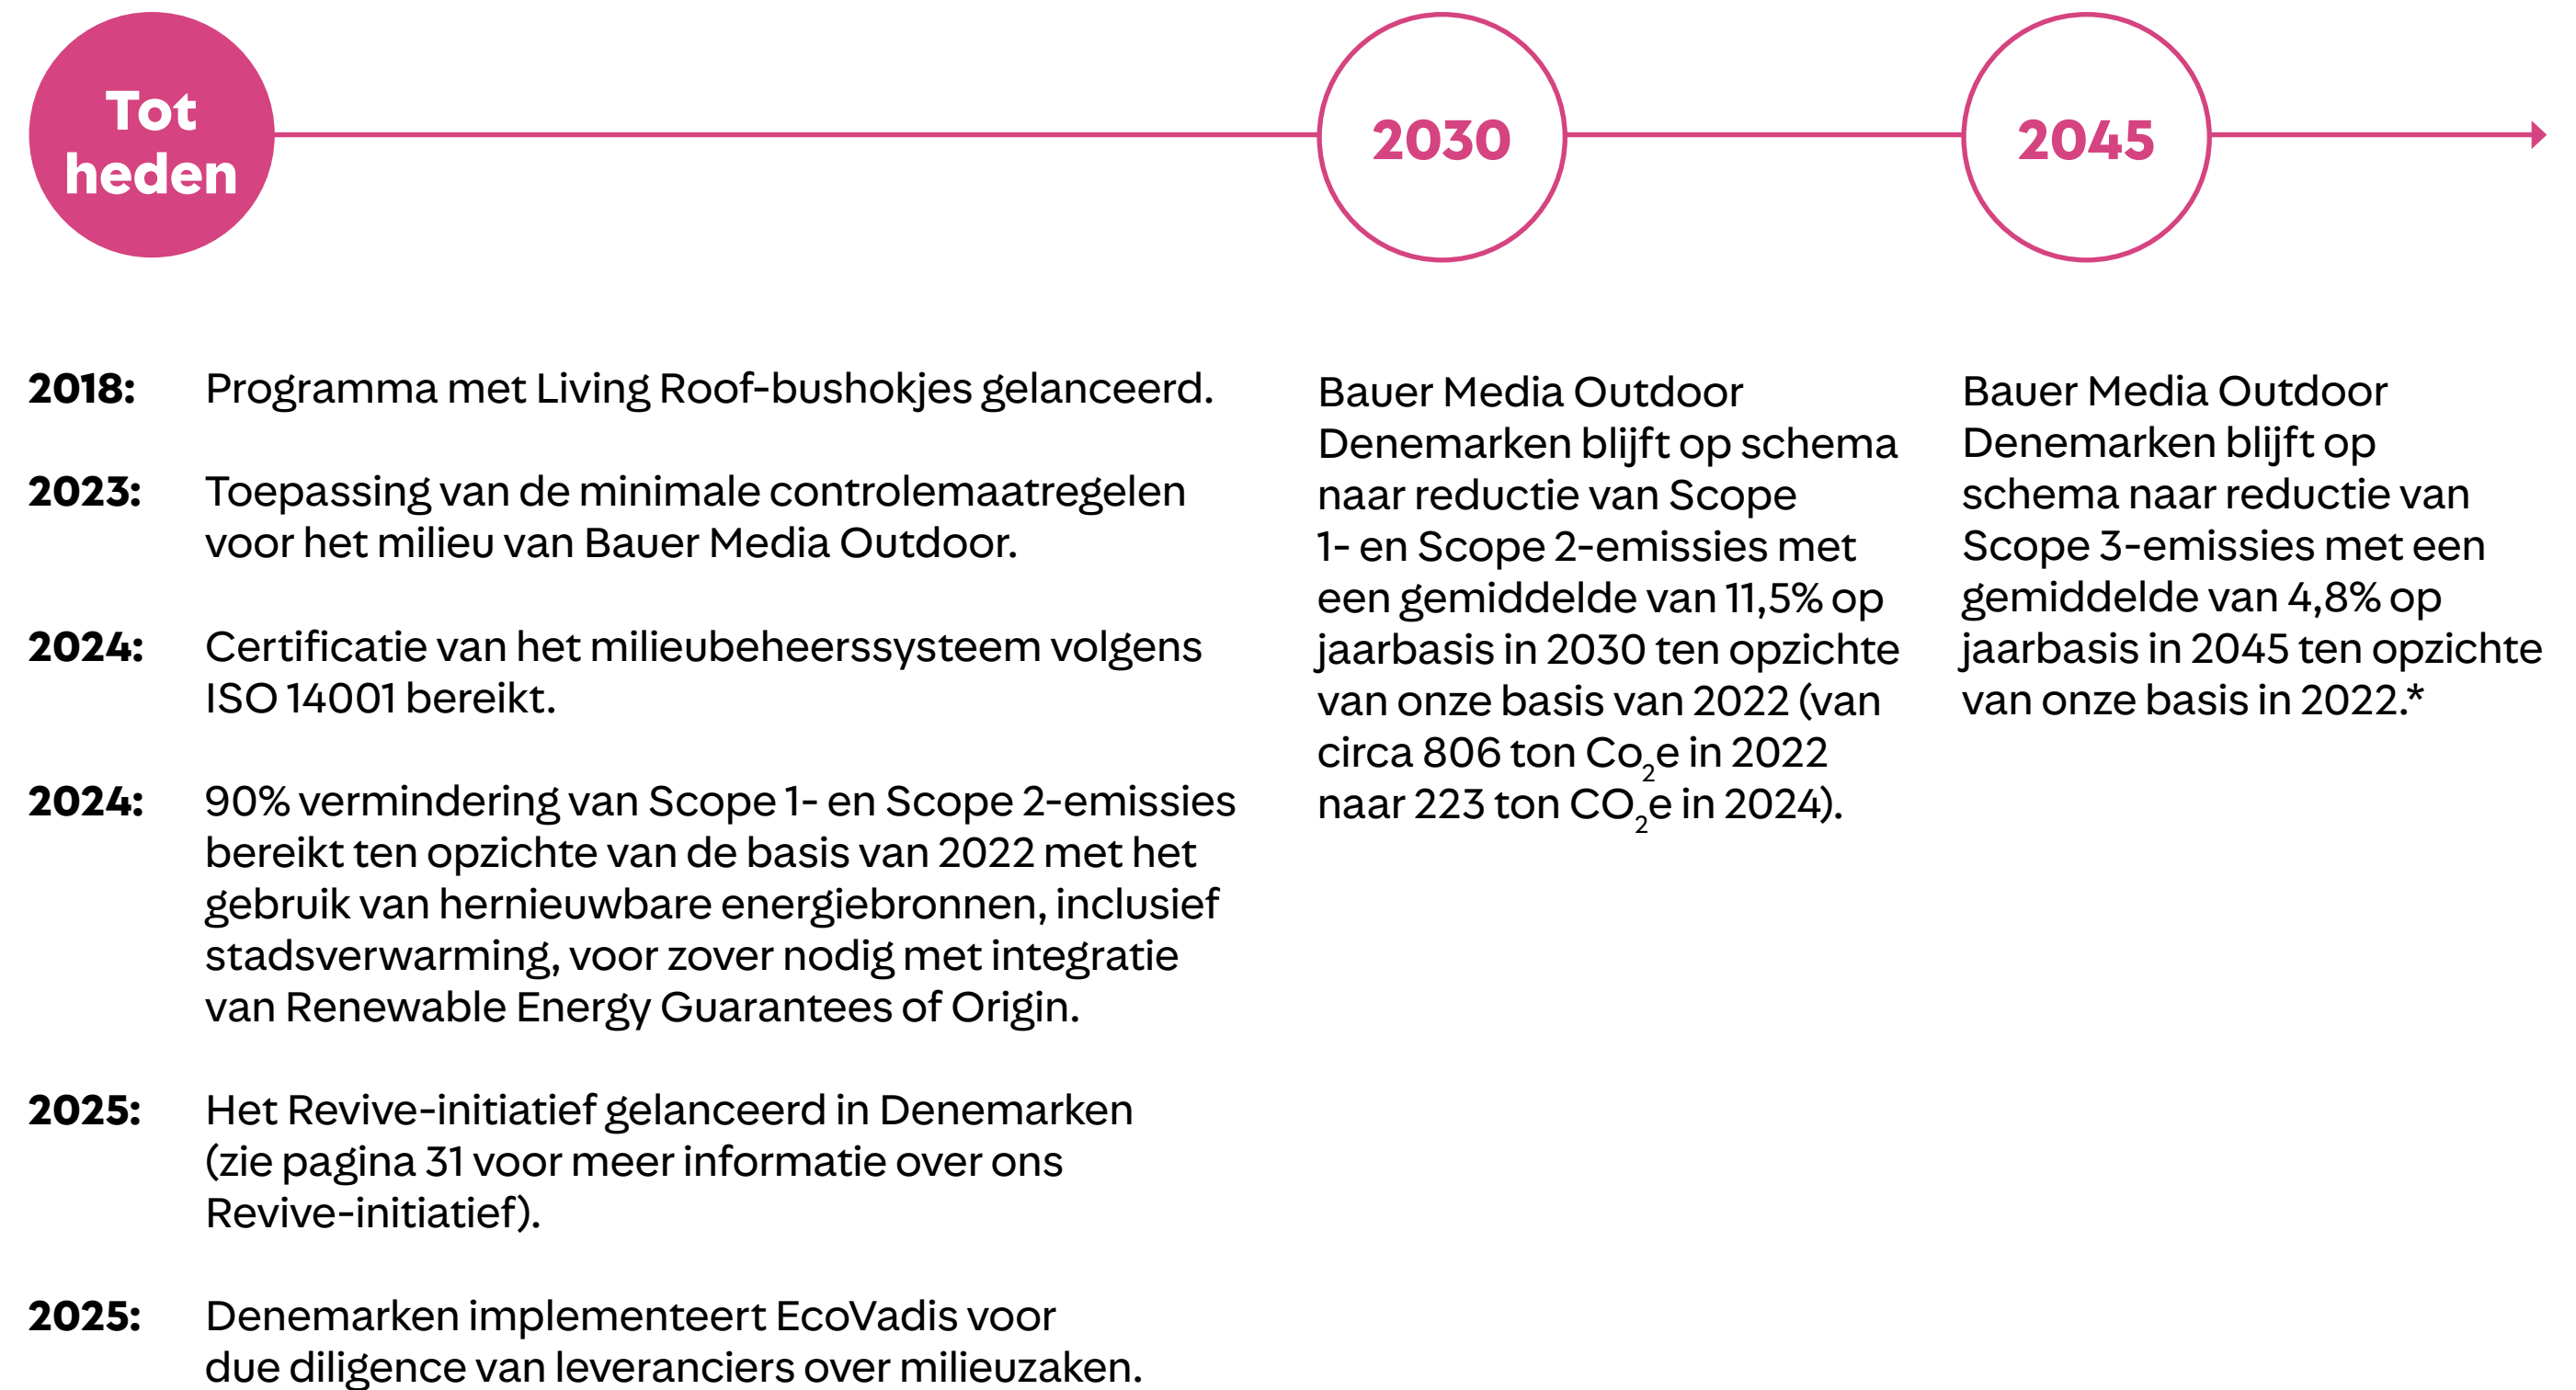 Tot
heden
2030
2045
2018: Programma met Living Roof-bushokjes gelanceerd.
2023: Toepassing van de minimale controlemaatregelen
voor het milieu van Bauer Media Outdoor.
2024: Certificatie van het milieubeheerssysteem volgens
ISO 14001 bereikt.
2024: 90% vermindering van Scope 1- en Scope 2-emissies
bereikt ten opzichte van de basis van 2022 met het
gebruik van hernieuwbare energiebronnen, inclusief
stadsverwarming, voor zover nodig met integratie
van Renewable Energy Guarantees of Origin.
2025: Het Revive-initiatief gelanceerd in Denemarken
(zie pagina 31 voor meer informatie over ons
Revive-initiatief).
2025: Denemarken implementeert EcoVadis voor
due diligence van leveranciers over milieuzaken.
Bauer Media Outdoor
Denemarken blijft op schema
naar reductie van Scope
1- en Scope 2-emissies met
een gemiddelde van 11,5% op
jaarbasis in 2030 ten opzichte
van onze basis van 2022 (van
circa 806 ton Co₂e in 2022
naar 223 ton CO₂e in 2024).
Bauer Media Outdoor
Denemarken blijft op
schema naar reductie van
Scope 3-emissies met een
gemiddelde van 4,8% op
jaarbasis in 2045 ten opzichte
van onze basis in 2022.*